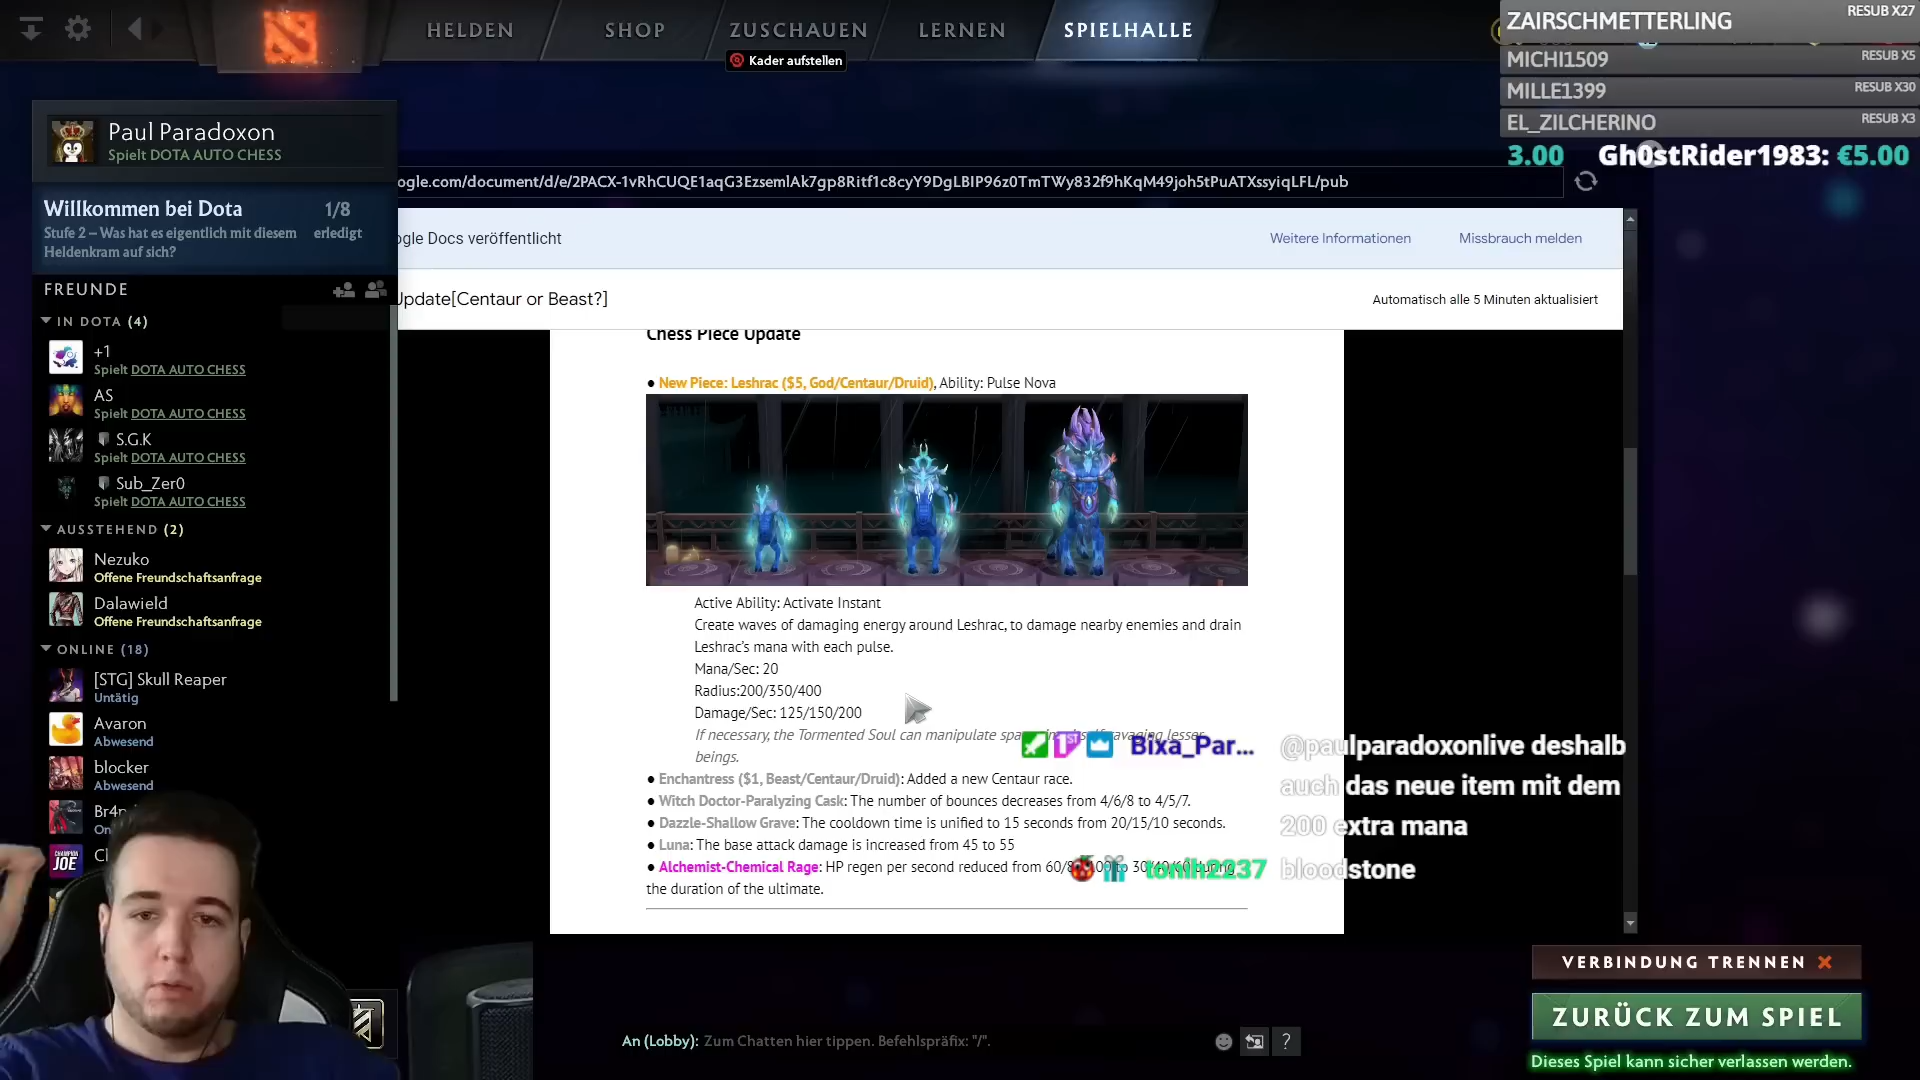 HELDEN
SHOP
ZUSCHAUEN
LERNEN
SPIELHALLE
Kader aufstellen
ZAIRSCHMETTERLING RESUB X27
MICHI1509 RESUB X5
MILLE1399 RESUB X30
EL_ZILCHERINO RESUB X3
3.00 Gh0stRider1983: €5.00
Paul Paradoxon
Spielt DOTA AUTO CHESS
Willkommen bei Dota 1/8
Stufe 2 – Was hat es eigentlich mit diesem erledigt
Heldenkram auf sich?
FREUNDE
IN DOTA (4)
+1
Spielt DOTA AUTO CHESS
AS
Spielt DOTA AUTO CHESS
S.G.K
Spielt DOTA AUTO CHESS
Sub_Zer0
Spielt DOTA AUTO CHESS
AUSSTEHEND (2)
Nezuko
Offene Freundschaftsanfrage
Dalawield
Offene Freundschaftsanfrage
ONLINE (18)
[STG] Skull Reaper
Untätig
Avaron
Abwesend
blocker
Abwesend
CHAMPION
JOE
ogle.com/document/d/e/2PACX-1vRhCUQE1aqG3EzsemlAk7gp8Ritf1c8cyY9DgLBIP96z0TmTWy832f9hKqM49joh5tPuATXssyiqLFL/pub
ogle Docs veröffentlicht
Weitere Informationen
Missbrauch melden
Update[Centaur or Beast?]
Automatisch alle 5 Minuten aktualisiert
Chess Piece Update
● New Piece: Leshrac ($5, God/Centaur/Druid), Ability: Pulse Nova
Active Ability: Activate Instant
Create waves of damaging energy around Leshrac, to damage nearby enemies and drain
Leshrac's mana with each pulse.
Mana/Sec: 20
Radius:200/350/400
Damage/Sec: 125/150/200
If necessary, the Tormented Soul can manipulate ravaging lesser
beings.
● Enchantress ($1, Beast/Centaur/Druid): Added a new Centaur race.
● Witch Doctor-Paralyzing Cask: The number of bounces decreases from 4/6/8 to 4/5/7.
● Dazzle-Shallow Grave: The cooldown time is unified to 15 seconds from 20/15/10 seconds.
● Luna: The base attack damage is increased from 45 to 55
● Alchemist-Chemical Rage: HP regen per second reduced from
the duration of the ultimate.
Bixa_Par... @paulparadoxonlive deshalb
auch das neue item mit dem
200 extra mana
tonih2237 bloodstone
VERBINDUNG TRENNEN
ZURÜCK ZUM SPIEL
Dieses Spiel kann sicher verlassen werden.
An (Lobby): Zum Chatten hier tippen. Befehlspräfix: "/".
?